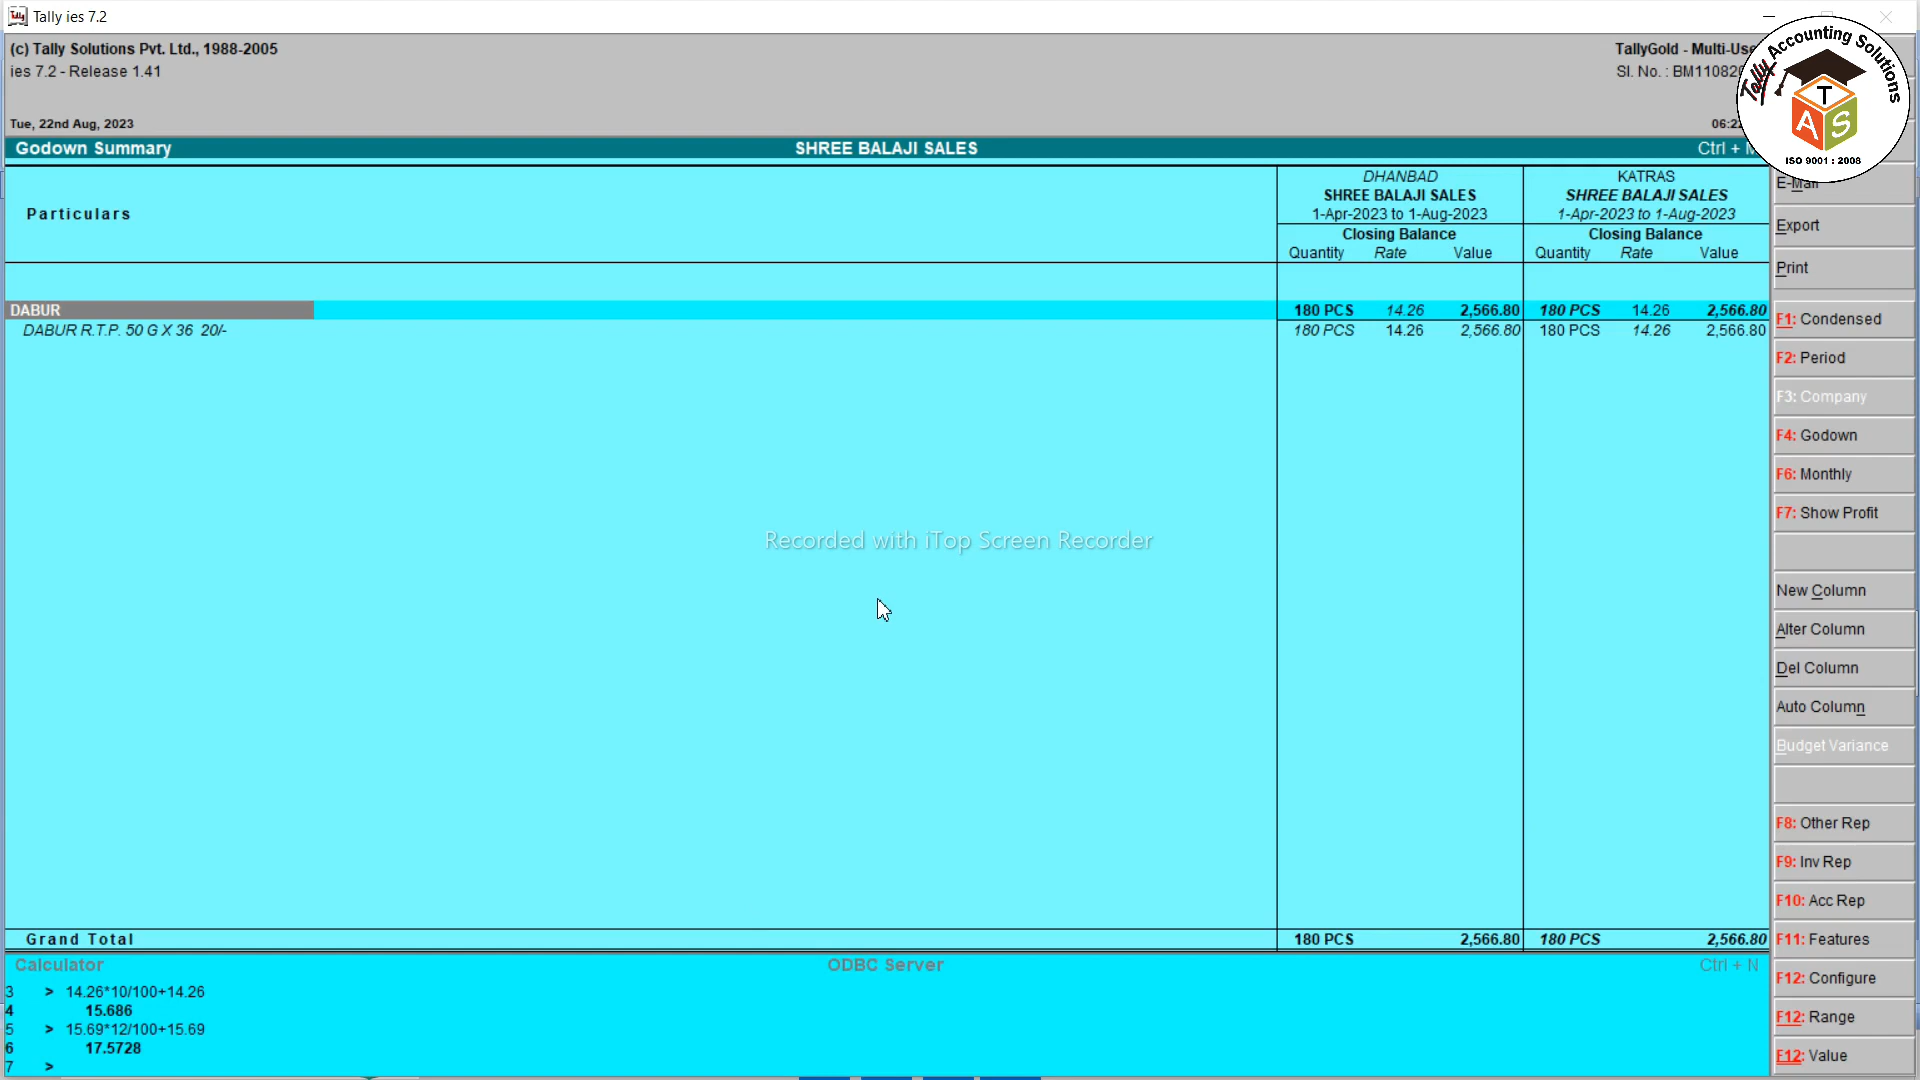 Tally ies 7.2
(c) Tally Solutions Pvt. Ltd., 1988-2005
ies 7.2 - Release 1.41
TallyGold - Multi-Use
Sl. No. : BM11082
Tue, 22nd Aug, 2023
06:2
Tally Accounting Solutions
T
A S
ISO 9001 : 2008
Godown Summary SHREE BALAJI SALES Ctrl + M
Particulars
DHANBAD KATRAS
SHREE BALAJI SALES SHREE BALAJI SALES
1-Apr-2023 to 1-Aug-2023 1-Apr-2023 to 1-Aug-2023
Closing Balance Closing Balance
Quantity Rate Value Quantity Rate Value
DABUR 180 PCS 14.26 2,566.80 180 PCS 14.26 2,566.80
DABUR R.T.P. 50 G X 36 20/- 180 PCS 14.26 2,566.80 180 PCS 14.26 2,566.80
Recorded with iTop Screen Recorder
Grand Total 180 PCS 2,566.80 180 PCS 2,566.80
E-Mail
Export
Print
F1: Condensed
F2: Period
F3: Company
F4: Godown
F6: Monthly
F7: Show Profit
New Column
Alter Column
Del Column
Auto Column
Budget Variance
F8: Other Rep
F9: Inv Rep
F10: Acc Rep
F11: Features
F12: Configure
F12: Range
F12: Value
Calculator ODBC Server Ctrl + N
3 > 14.26*10/100+14.26
4 15.686
5 > 15.69*12/100+15.69
6 17.5728
7 >